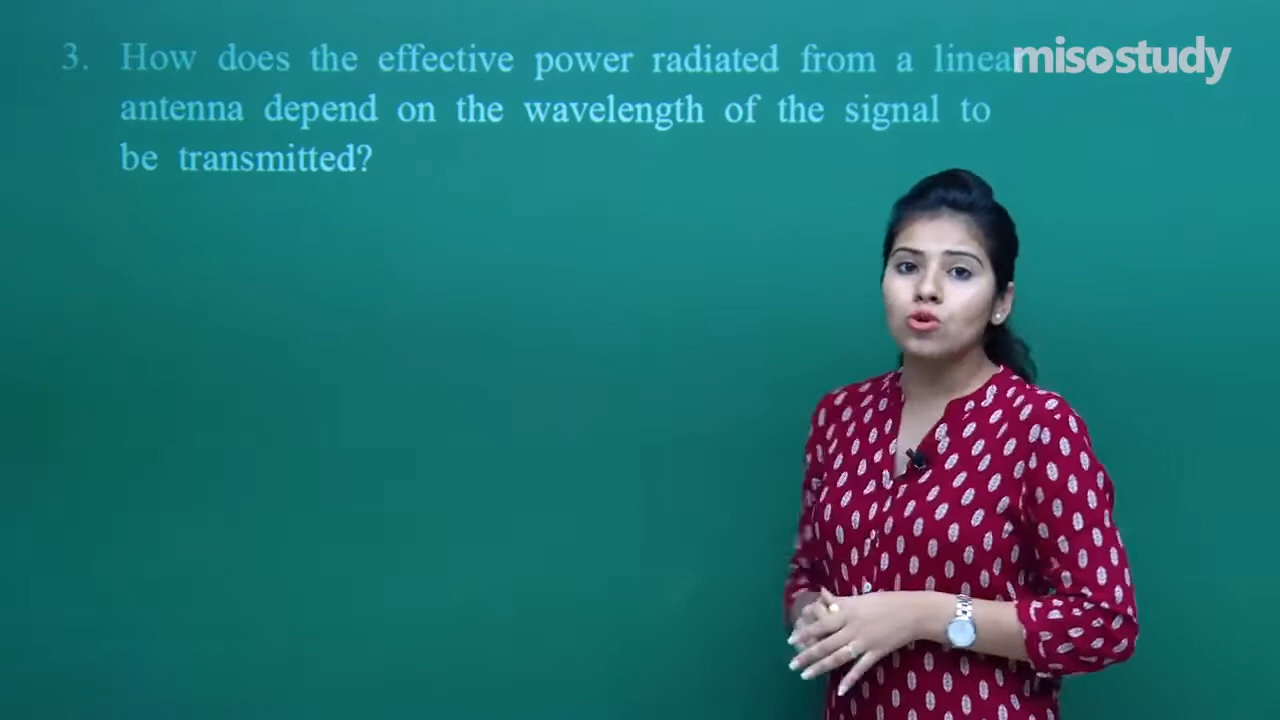 3. How does the effective power radiated from a linear
misostudy
antenna depend on the wavelength of the signal to
be transmitted?